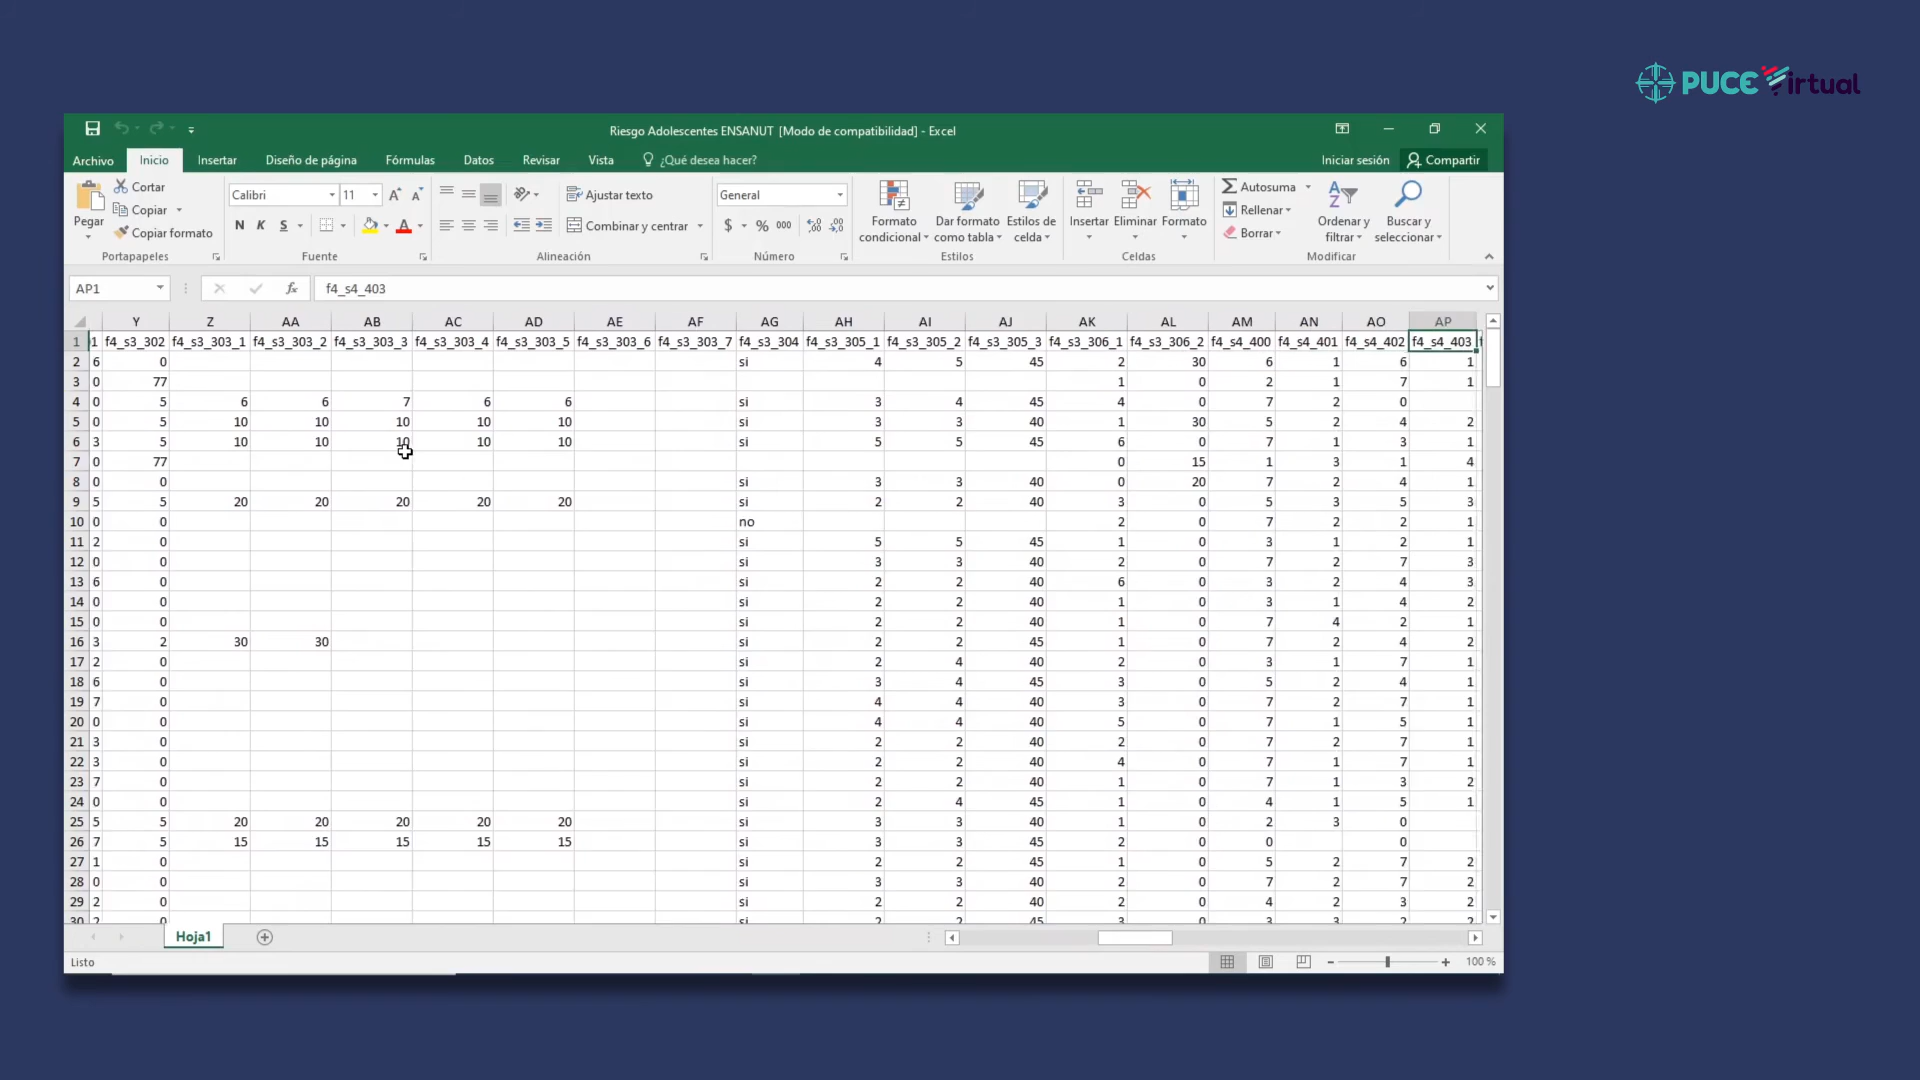 PUCE Virtual
Riesgo Adolescentes ENSANUT [Modo de compatibilidad] - Excel
Archivo Inicio Insertar Diseño de página Fórmulas Datos Revisar Vista ¿Qué desea hacer? Iniciar sesión Compartir
Pegar Cortar Copiar Copiar formato
Calibri 11 N K S
Ajustar texto Combinar y centrar
General $ % 000
Formato condicional Dar formato como tabla Estilos de celda
Insertar Eliminar Formato
Autosuma Rellenar Borrar Ordenar y filtrar Buscar y seleccionar
Portapapeles Fuente Alineación Número Estilos Celdas Modificar
AP1 fx f4_s4_403
Y Z AA AB AC AD AE AF AG AH AI AJ AK AL AM AN AO AP
1 f4_s3_302 f4_s3_303_1 f4_s3_303_2 f4_s3_303_3 f4_s3_303_4 f4_s3_303_5 f4_s3_303_6 f4_s3_303_7 f4_s3_304 f4_s3_305_1 f4_s3_305_2 f4_s3_305_3 f4_s3_306_1 f4_s3_306_2 f4_s4_400 f4_s4_401 f4_s4_402 f4_s4_403
2 6 0 si 4 5 45 2 30 6 1 6 1
3 0 77 1 0 2 1 7 1
4 0 5 6 6 7 6 6 si 3 4 45 4 0 7 2 0
5 0 5 10 10 10 10 10 si 3 3 40 1 30 5 2 4 2
6 3 5 10 10 10 10 10 si 5 5 45 6 0 7 1 3 1
7 0 77 0 15 1 3 1 4
8 0 0 si 3 3 40 0 20 7 2 4 1
9 5 5 20 20 20 20 20 si 2 2 40 3 0 5 3 5 3
10 0 0 no 2 0 7 2 2 1
11 2 0 si 5 5 45 1 0 3 1 2 1
12 0 0 si 3 3 40 2 0 7 2 7 3
13 6 0 si 2 2 40 6 0 3 2 4 3
14 0 0 si 2 2 40 1 0 3 1 4 2
15 0 0 si 2 2 40 1 0 7 4 2 1
16 3 2 30 30 si 2 2 45 1 0 7 2 4 2
17 2 0 si 2 4 40 2 0 3 1 7 1
18 6 0 si 3 4 45 3 0 5 2 4 1
19 7 0 si 4 4 40 3 0 7 2 7 1
20 0 0 si 4 4 40 5 0 7 1 5 1
21 3 0 si 2 2 40 2 0 7 2 7 1
22 3 0 si 2 2 40 4 0 7 1 7 1
23 7 0 si 2 2 40 1 0 7 1 3 2
24 0 0 si 2 4 45 1 0 4 1 5 1
25 5 5 20 20 20 20 20 si 3 3 40 1 0 2 3 0
26 7 5 15 15 15 15 15 si 3 3 45 2 0 0 0
27 1 0 si 2 2 45 1 0 5 2 7 2
28 0 0 si 3 3 40 2 0 7 2 7 2
29 2 0 si 2 2 40 2 0 4 2 3 2
30 2 0 si 2 2 45 3 0 3 3 2 2
Hoja1
Listo 100 %